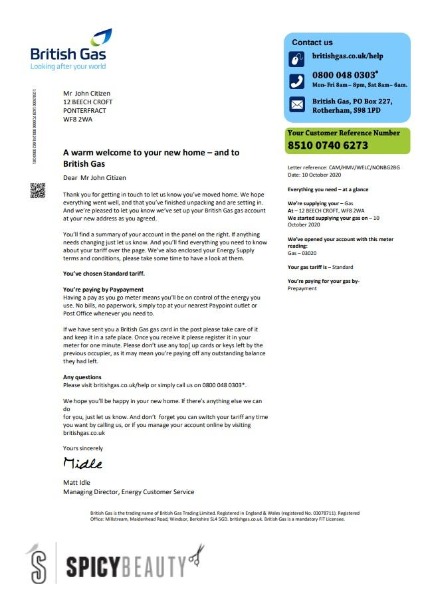 British Gas
Looking after your world
Contact us
britishgas.co.uk/help
0800 048 0303*
Mon- Fri 8am – 8pm, Sat 8am– 6am.
British Gas, PO Box 227,
Rotherham, S98 1PD
Your Customer Reference Number
8510 0740 6273
Mr John Citizen
12 BEECH CROFT
PONTERFRACT
WF8 2WA
A warm welcome to your new home – and to
British Gas
Dear Mr John Citizen
Thank you for getting in touch to let us know you've moved home. We hope
everything went well, and that you've finished unpacking and are setting in.
And we're pleased to let you know we've set up your British Gas account
at your new address as you agreed.
You'll find a summary of your account in the panel on the right. If anything
needs changing just let us know. And you'll find everything you need to know
about your tariff over the page. We've also enclosed your Energy Supply
terms and conditions, please take some time to have a look at them.
You've chosen Standard tariff.
You're paying by Paypayment
Having a pay as you go meter means you'll be on control of the energy you
use. No bills, no paperwork, simply top at your nearest Paypoint outlet or
Post Office whenever you need to.
If we have sent you a British Gas gas card in the post please take care of it
and keep it in a safe place. Once you receive it please register it in your
meter for one minute. Please don't use any top| up cards or keys left by the
previous occupier, as it may mean you're paying off any outstanding balance
they had left.
Any questions
Please visit britishgas.co.uk/help or simply call us on 0800 048 0303*.
We hope you'll be happy in your new home. If there's anything else we can
do
for you, just let us know. And don't forget you can switch your tariff any time
you want by calling us, or if you manage your account online by visiting
britishgas.co.uk
Yours sincerely
Midle
Matt Idle
Managing Director, Energy Customer Service
Letter reference: CAM/HMV/WELC/NONBG2BG
Date: 10 October 2020
Everything you need – at a glance
We're supplying your – Gas
At – 12 BEECH CROFT, WF8 2WA
We started supplying your gas on – 10
October 2020
We've opened your account with this meter
reading:
Gas – 03020
Your gas tariff is – Standard
You're paying for your gas by-
Prepayment
British Gas is the trading name of British Gas Trading Limited. Registered in England & Wales (registered No. 03078711). Registered
Office: Millstream, Maidenhead Road, Windsor, Berkshire SL4 5GD. britishgas.co.uk. British Gas is a mandatory FIT Licensee.
SPICYBEAUTY